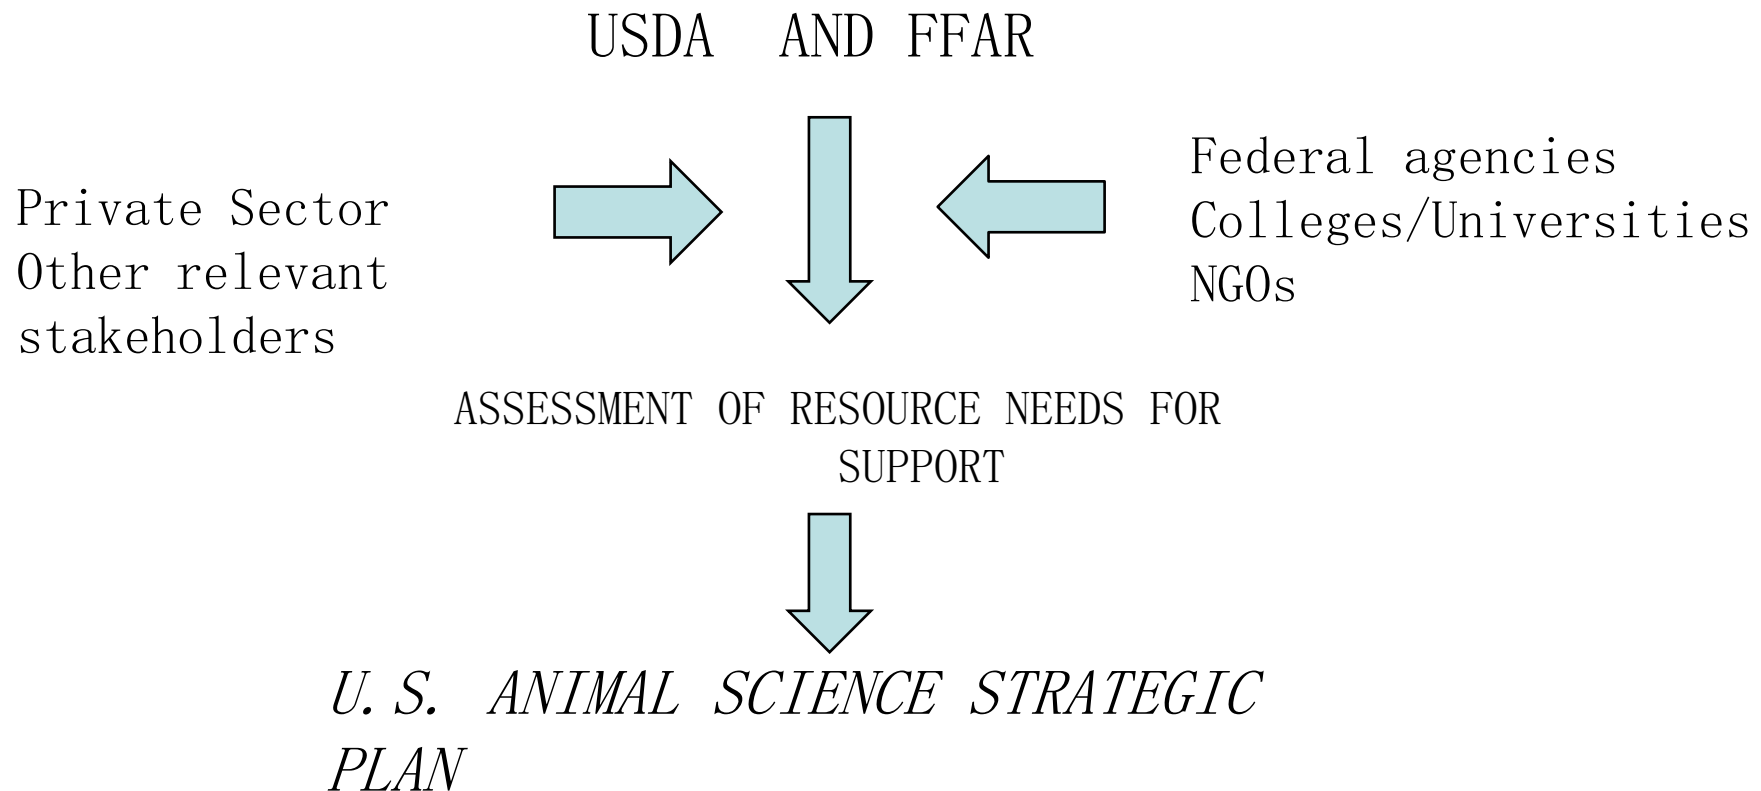 USDA AND FFAR
Private Sector
Other relevant
stakeholders
Federal agencies
Colleges/Universities
NGOs
ASSESSMENT OF RESOURCE NEEDS FOR
SUPPORT
U.S. ANIMAL SCIENCE STRATEGIC
PLAN